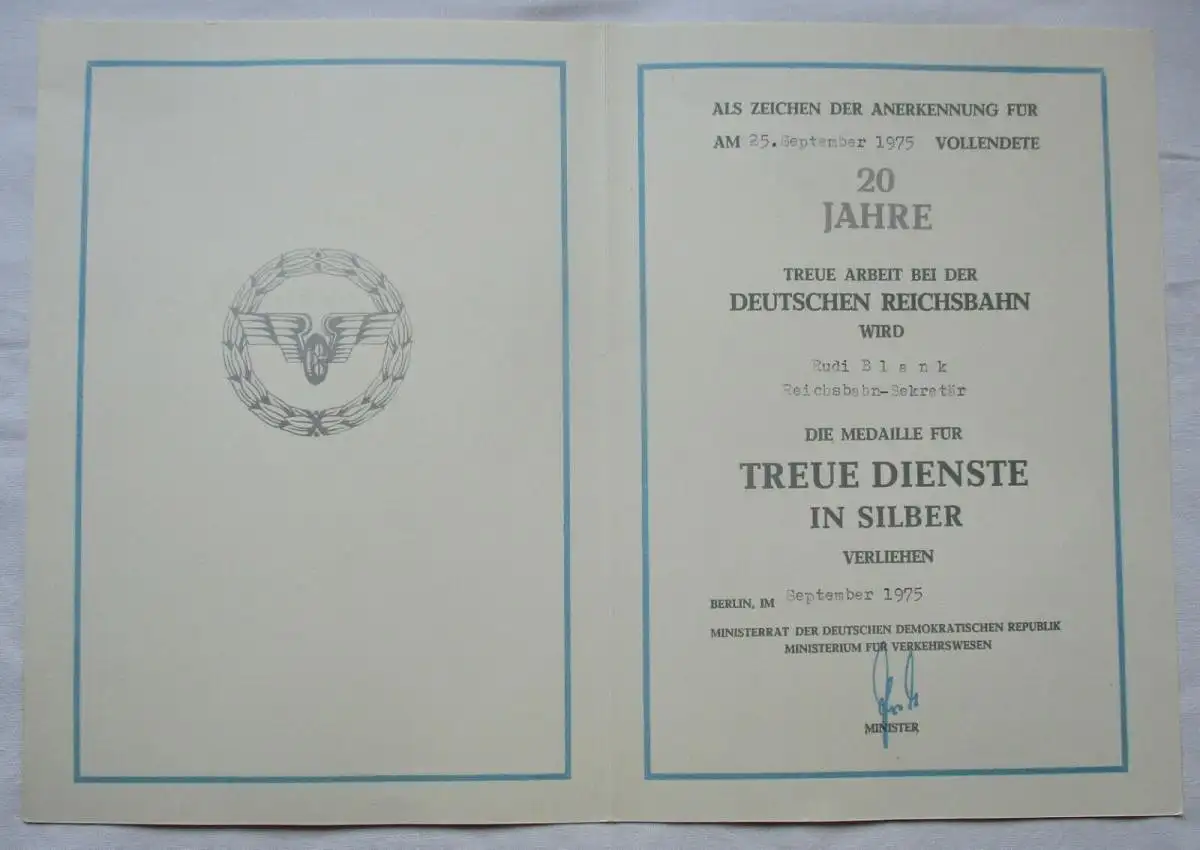 ALS ZEICHEN DER ANERKENNUNG FÜR
AM 25. September 1975 VOLLENDETE
20
JAHRE
TREUE ARBEIT BEI DER
DEUTSCHEN REICHSBAHN
WIRD
Rudi B l a n k
Reichsbahn-Sekretär
DIE MEDAILLE FÜR
TREUE DIENSTE
IN SILBER
VERLIEHEN
BERLIN, IM September 1975
MINISTERRAT DER DEUTSCHEN DEMOKRATISCHEN REPUBLIK
MINISTERIUM FÜR VERKEHRSWESEN
MINISTER